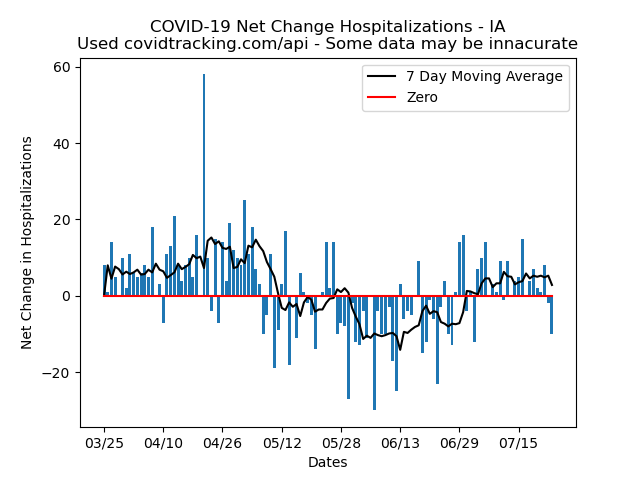 COVID-19 Net Change Hospitalizations - IA
Used covidtracking.com/api - Some data may be innacurate
7 Day Moving Average
Zero
Net Change in Hospitalizations
60
40
20
0
−20
03/25 04/10 04/26 05/12 05/28 06/13 06/29 07/15
Dates